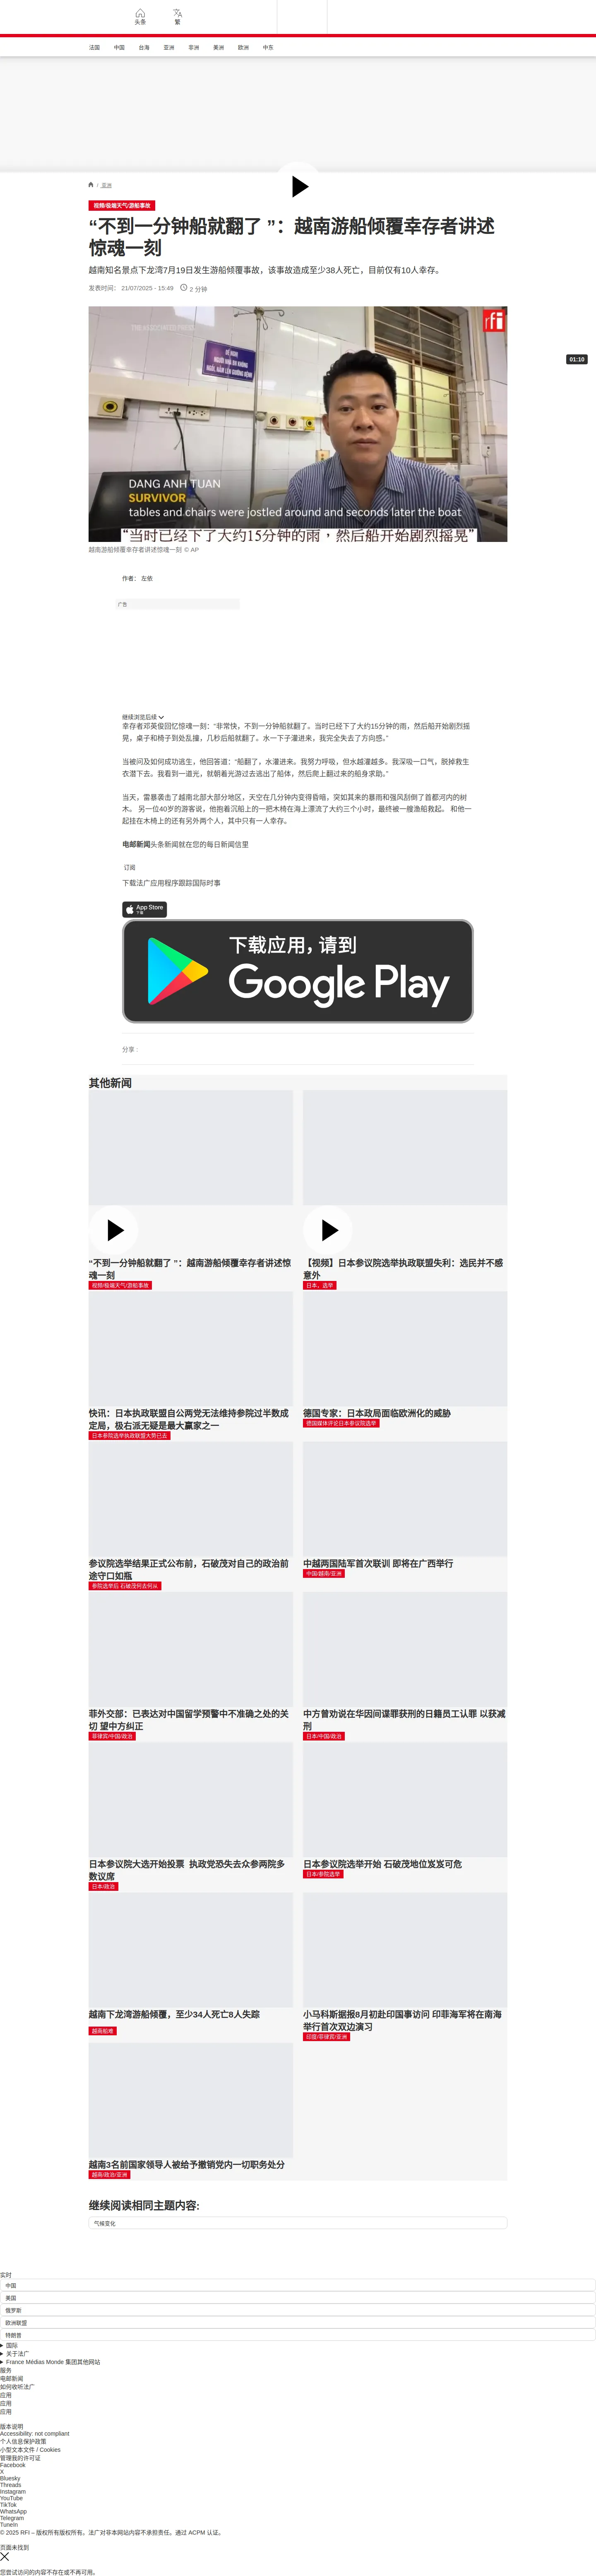 头条
繁
法国
中国
台海
亚洲
非洲
美洲
欧洲
中东
/ 亚洲
视频/极端天气/游船事故
“不到一分钟船就翻了 ”：越南游船倾覆幸存者讲述
惊魂一刻
越南知名景点下龙湾7月19日发生游船倾覆事故，该事故造成至少38人死亡，目前仅有10人幸存。
发表时间： 21/07/2025 - 15:49
2 分钟
rfi
01:10
DANG ANH TUAN
SURVIVOR
tables and chairs were jostled around and seconds later the boat
“当时已经下了大约15分钟的雨，然后船开始剧烈摇晃
越南游船倾覆幸存者讲述惊魂一刻 © AP
作者： 左依
广告
继续浏览后续
幸存者邓英俊回忆惊魂一刻：“非常快，不到一分钟船就翻了。当时已经下了大约15分钟的雨，然后船开始剧烈摇
晃，桌子和椅子到处乱撞，几秒后船就翻了。水一下子灌进来，我完全失去了方向感。”
当被问及如何成功逃生，他回答道：“船翻了，水灌进来。我努力呼吸，但水越灌越多。我深吸一口气，脱掉救生
衣潜下去。我看到一道光，就朝着光游过去逃出了船体，然后爬上翻过来的船身求助。”
当天，雷暴袭击了越南北部大部分地区，天空在几分钟内变得昏暗，突如其来的暴雨和强风刮倒了首都河内的树
木。 另一位40岁的游客说，他抱着沉船上的一把木椅在海上漂流了大约三个小时，最终被一艘渔船救起。 和他一
起挂在木椅上的还有另外两个人，其中只有一人幸存。
电邮新闻头条新闻就在您的每日新闻信里
订阅
下载法广应用程序跟踪国际时事
App Store
下载
下载应用，请到
Google Play
分享 :
其他新闻
“不到一分钟船就翻了 ”：越南游船倾覆幸存者讲述惊
魂一刻
视频/极端天气/游船事故
【视频】日本参议院选举执政联盟失利：选民并不感
意外
日本，选举
快讯：日本执政联盟自公两党无法维持参院过半数成
定局，极右派无疑是最大赢家之一
日本参院选举执政联盟大势已去
德国专家：日本政局面临欧洲化的威胁
德国媒体评论日本参议院选举
参议院选举结果正式公布前，石破茂对自己的政治前
途守口如瓶
参院选举后 石破茂何去何从
中越两国陆军首次联训 即将在广西举行
中国/越南/亚洲
菲外交部：已表达对中国留学预警中不准确之处的关
切 望中方纠正
菲律宾/中国/政治
中方曾劝说在华因间谍罪获刑的日籍员工认罪 以获减
刑
日本/中国/政治
日本参议院大选开始投票 执政党恐失去众参两院多
数议席
日本/政治
日本参议院选举开始 石破茂地位岌岌可危
日本/参院选举
越南下龙湾游船倾覆，至少34人死亡8人失踪
越南船难
小马科斯据报8月初赴印国事访问 印菲海军将在南海
举行首次双边演习
印度/菲律宾/亚洲
越南3名前国家领导人被给予撤销党内一切职务处分
越南/政治/亚洲
继续阅读相同主题内容:
气候变化
实时
中国
美国
俄罗斯
欧洲联盟
特朗普
国际
关于法广
France Médias Monde 集团其他网站
服务
电邮新闻
如何收听法广
应用
应用
应用
版本说明
Accessibility: not compliant
个人信息保护政策
小型文本文件 / Cookies
管理我的许可证
Facebook
X
Bluesky
Threads
Instagram
YouTube
TikTok
WhatsApp
Telegram
TuneIn
© 2025 RFI – 版权所有版权所有。法广对非本网站内容不承担责任。通过 ACPM 认证。
页面未找到
您尝试访问的内容不存在或不再可用。